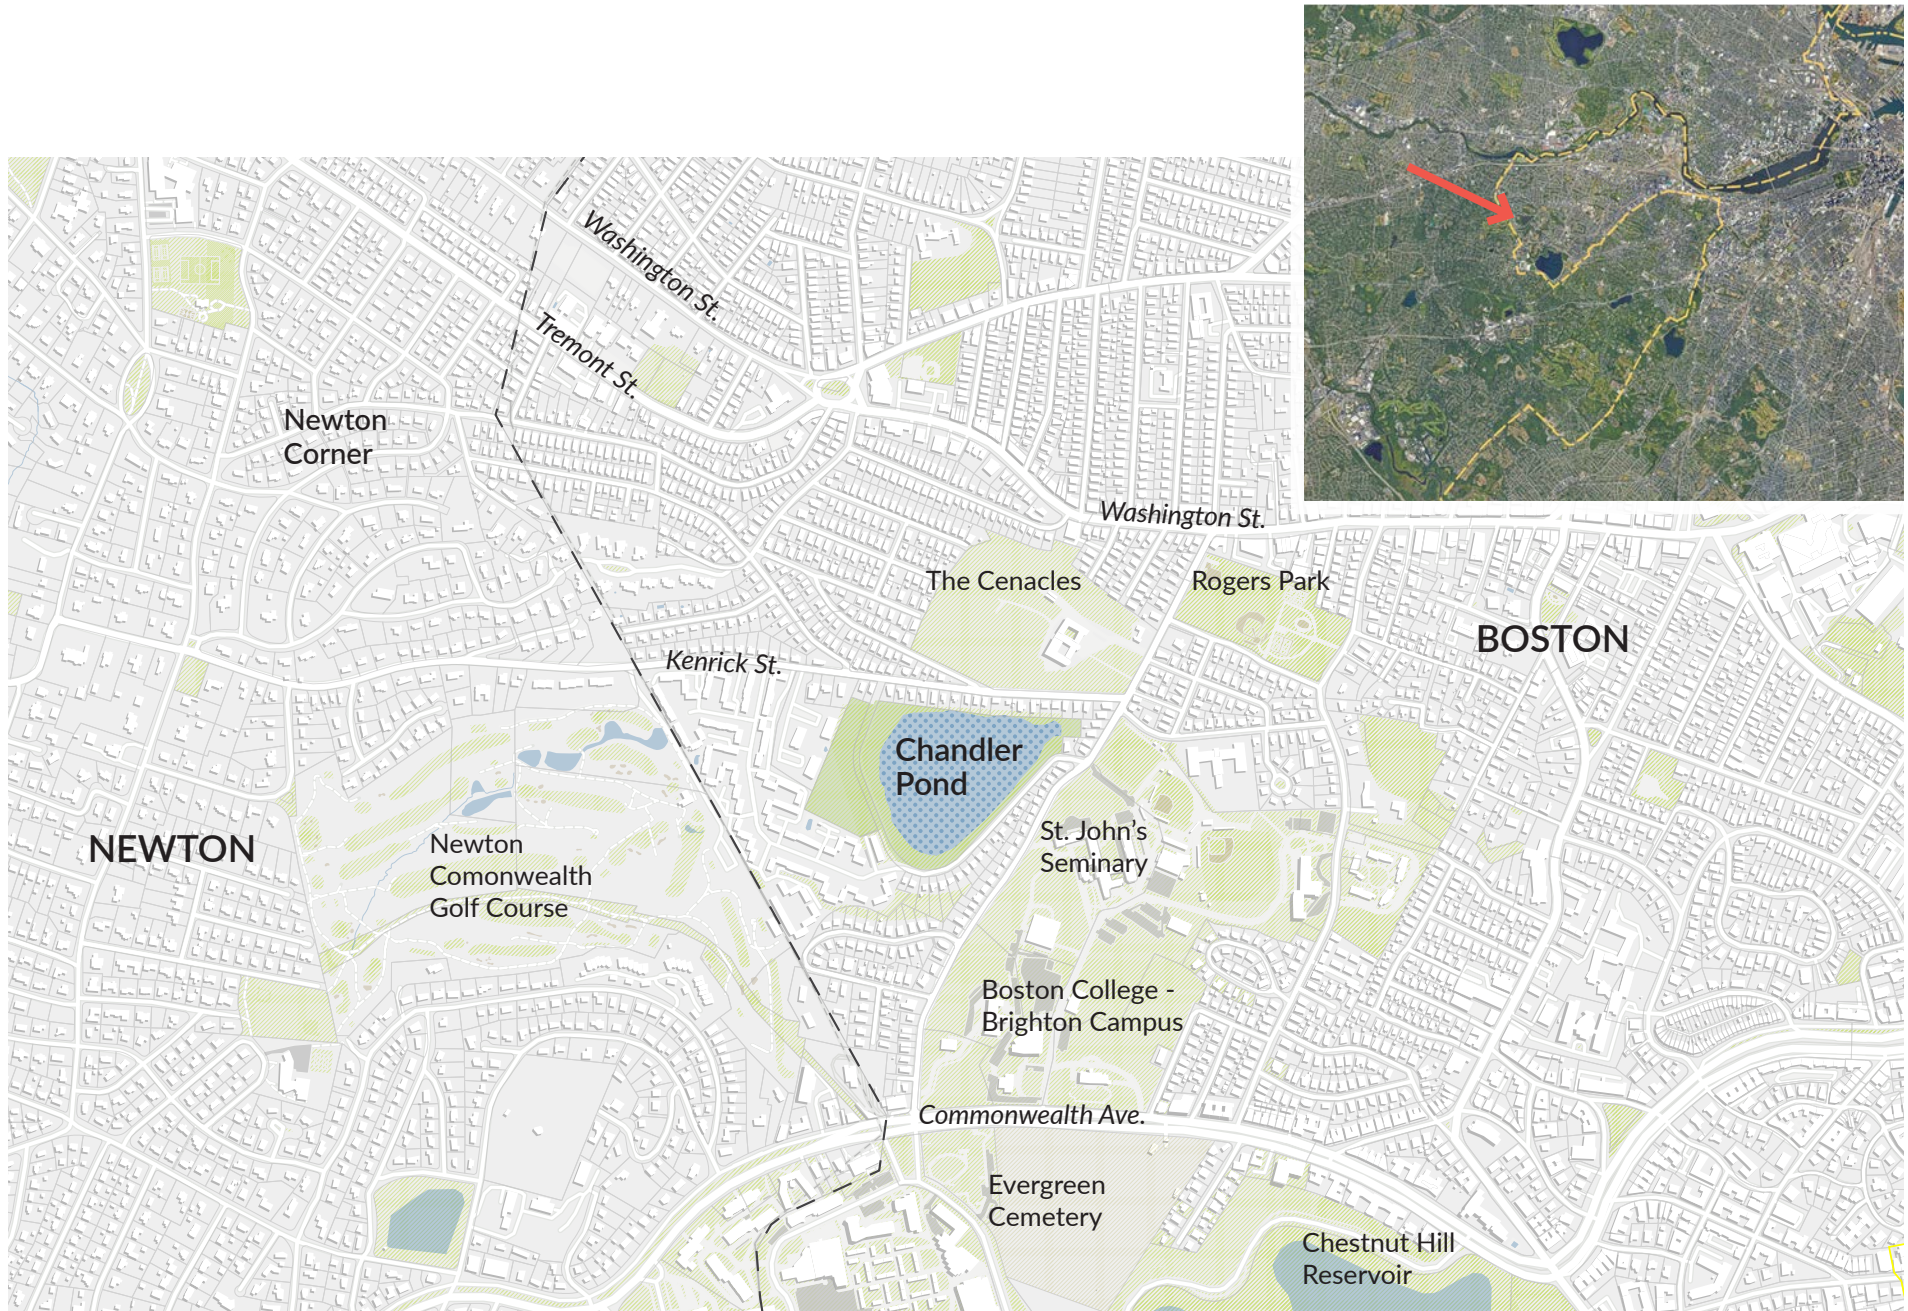 Washington St.
Tremont St.
Newton
Corner
Washington St.
The Cenacles
Rogers Park
BOSTON
Kenrick St.
Chandler
Pond
NEWTON
Newton
Comonwealth
Golf Course
St. John's
Seminary
Boston College -
Brighton Campus
Commonwealth Ave.
Evergreen
Cemetery
Chestnut Hill
Reservoir